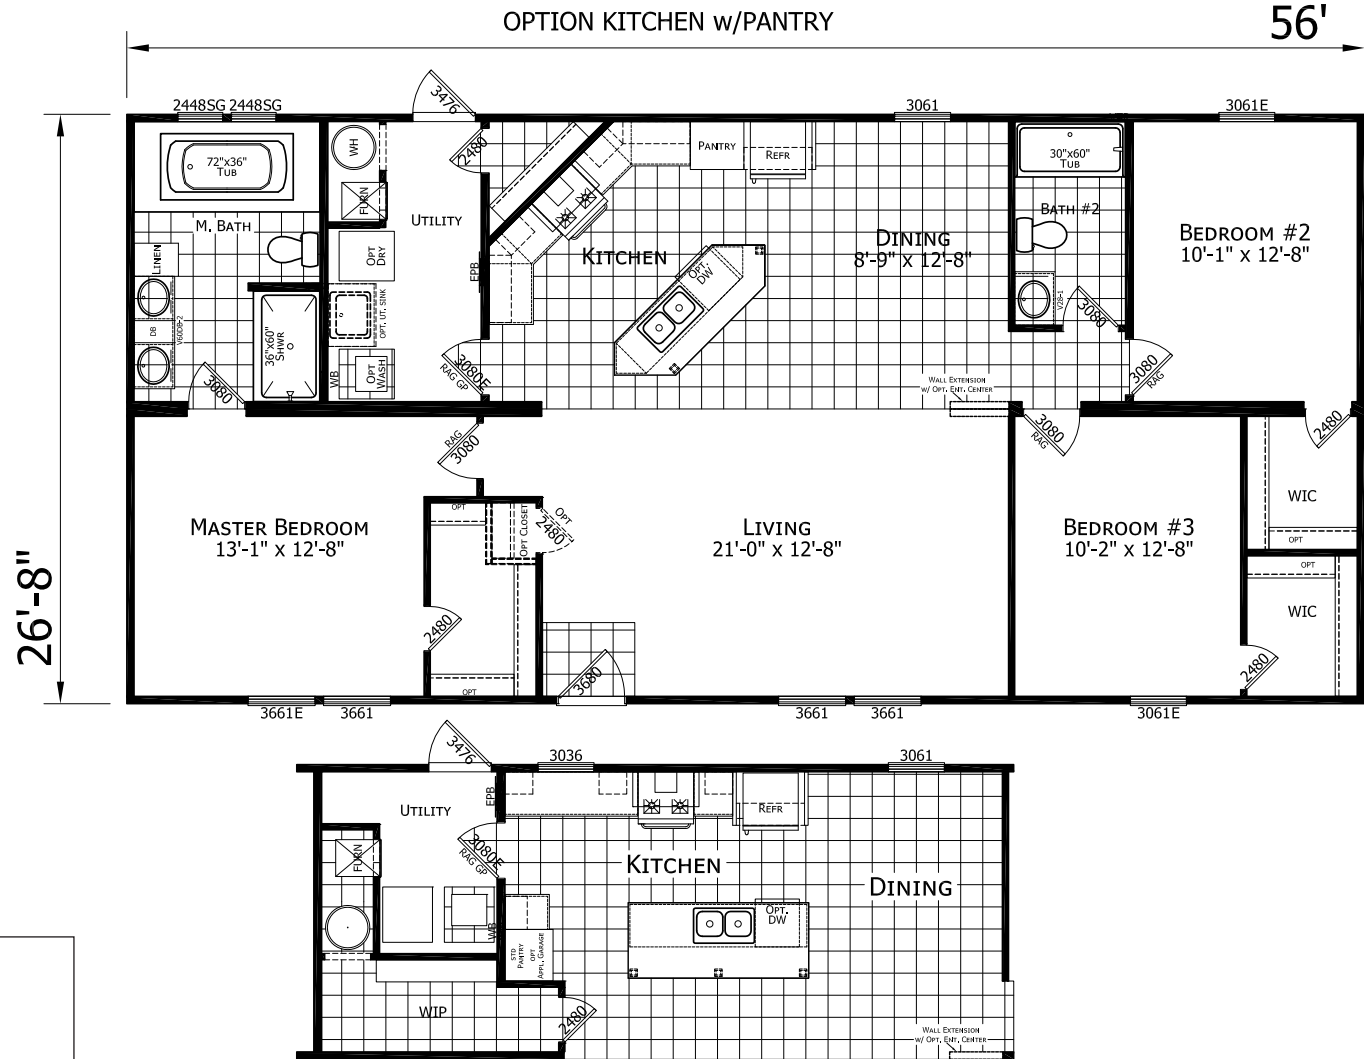 OPTION KITCHEN w/PANTRY
56'
26'-8"
2448SG 2448SG
3476
3061
3061E
72"x36"
TUB
WH
2480
PANTRY
REFR
30"x60"
TUB
FURN
UTILITY
M. BATH
BATH #2
LINEN
OPT
DRY
EPB
KITCHEN
OPT.
DW
DINING
8'-9" x 12'-8"
BEDROOM #2
10'-1" x 12'-8"
DB
V60DB-2
36"x60"
SHWR
OPT. UT. SINK
V28-1
3080
WB
OPT
WASH
3080E
RAG GP
3080
WALL EXTENSION
w/ OPT. ENT. CENTER
3080
RAG
RAG
3080
3080
RAG
2480
MASTER BEDROOM
13'-1" x 12'-8"
OPT
OPT CLOSET
OPT
2480
LIVING
21'-0" x 12'-8"
BEDROOM #3
10'-2" x 12'-8"
WIC
OPT
OPT
WIC
2480
2480
OPT
3680
3661E
3661
3661
3661
3061E
3476
3036
3061
UTILITY
EPB
REFR
FURN
3080E
RAG GP
KITCHEN
DINING
WB
OPT.
DW
STD
PANTRY
OPT
APPL. GARAGE
WIP
2480
WALL EXTENSION
w/ OPT. ENT. CENTER